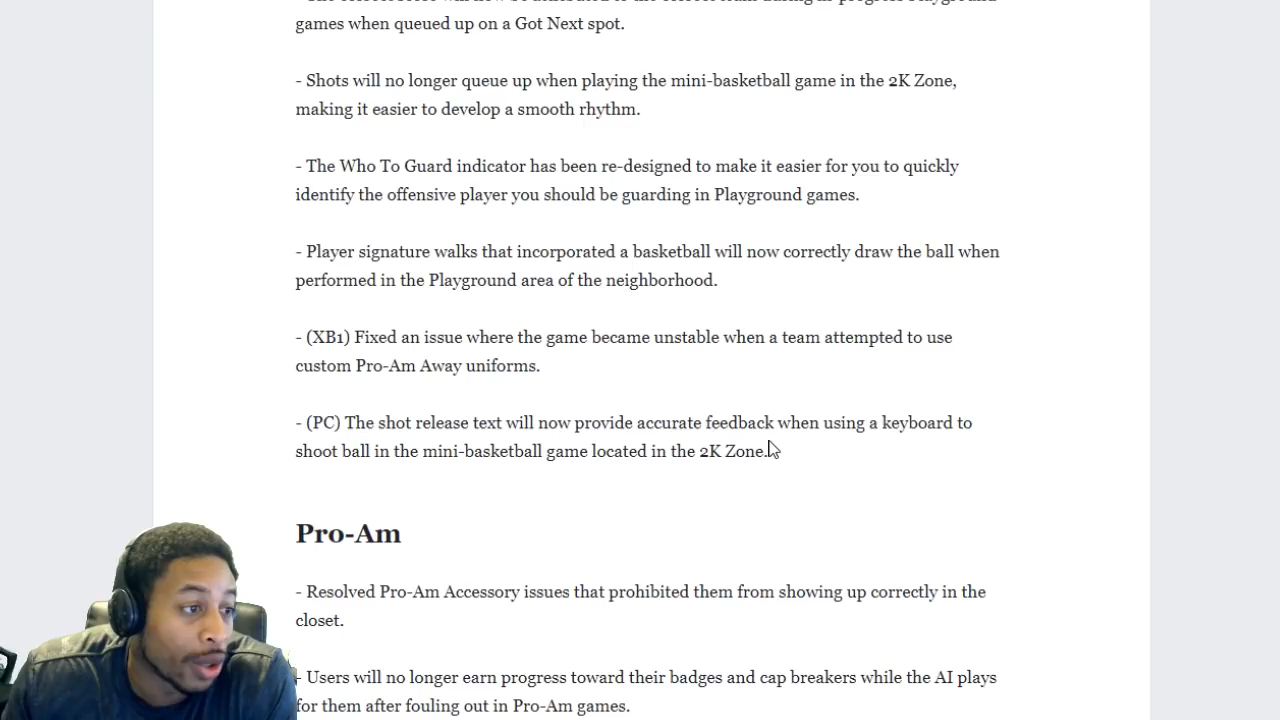 games when queued up on a Got Next spot.
- Shots will no longer queue up when playing the mini-basketball game in the 2K Zone,
making it easier to develop a smooth rhythm.
- The Who To Guard indicator has been re-designed to make it easier for you to quickly
identify the offensive player you should be guarding in Playground games.
- Player signature walks that incorporated a basketball will now correctly draw the ball when
performed in the Playground area of the neighborhood.
- (XB1) Fixed an issue where the game became unstable when a team attempted to use
custom Pro-Am Away uniforms.
- (PC) The shot release text will now provide accurate feedback when using a keyboard to
shoot ball in the mini-basketball game located in the 2K Zone.
Pro-Am
- Resolved Pro-Am Accessory issues that prohibited them from showing up correctly in the
closet.
- Users will no longer earn progress toward their badges and cap breakers while the AI plays
for them after fouling out in Pro-Am games.